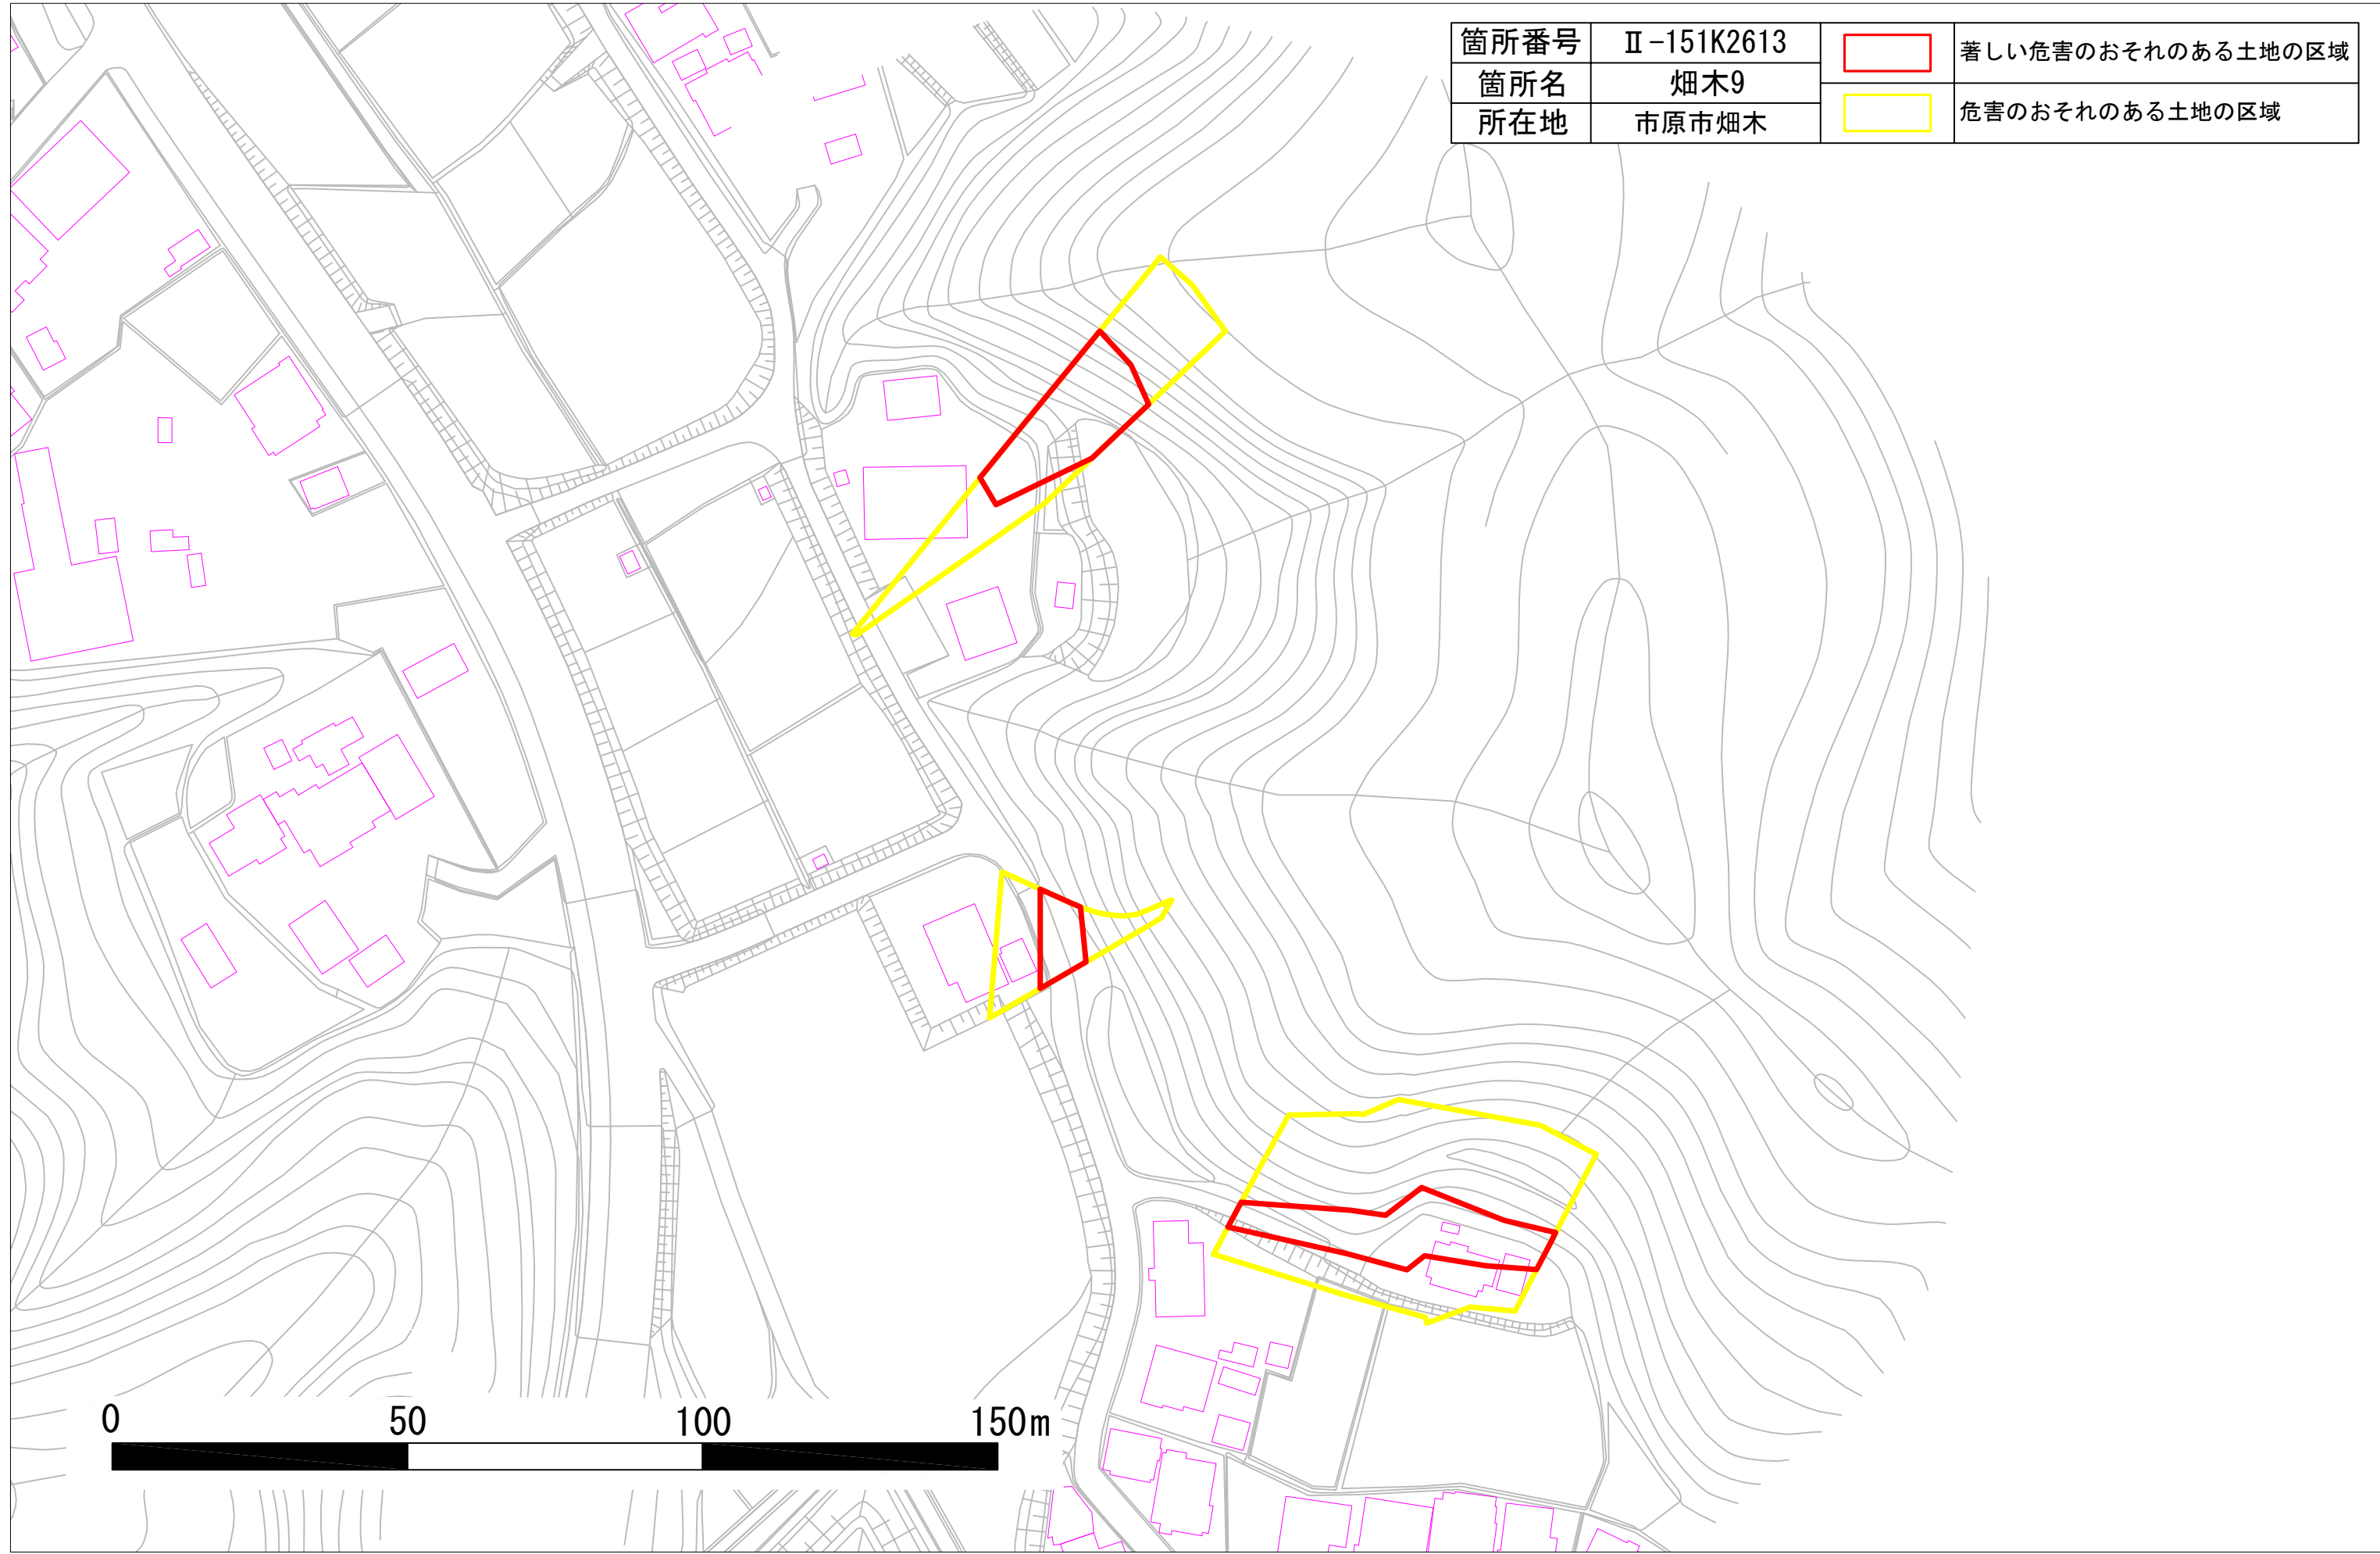 箇所番号 Ⅱ-151K2613
著しい危害のおそれのある土地の区域
箇所名 畑木9
危害のおそれのある土地の区域
所在地 市原市畑木
0 50 100 150m